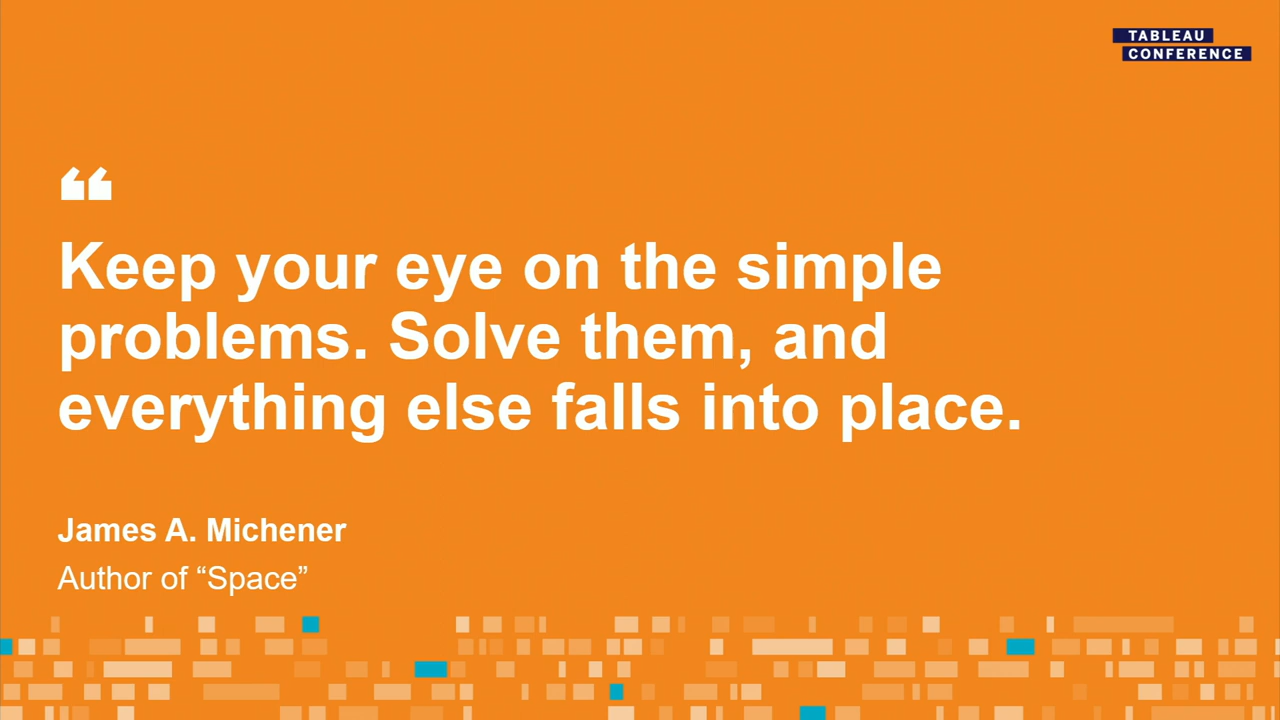 TABLEAU
CONFERENCE
“
Keep your eye on the simple
problems. Solve them, and
everything else falls into place.
James A. Michener
Author of “Space”